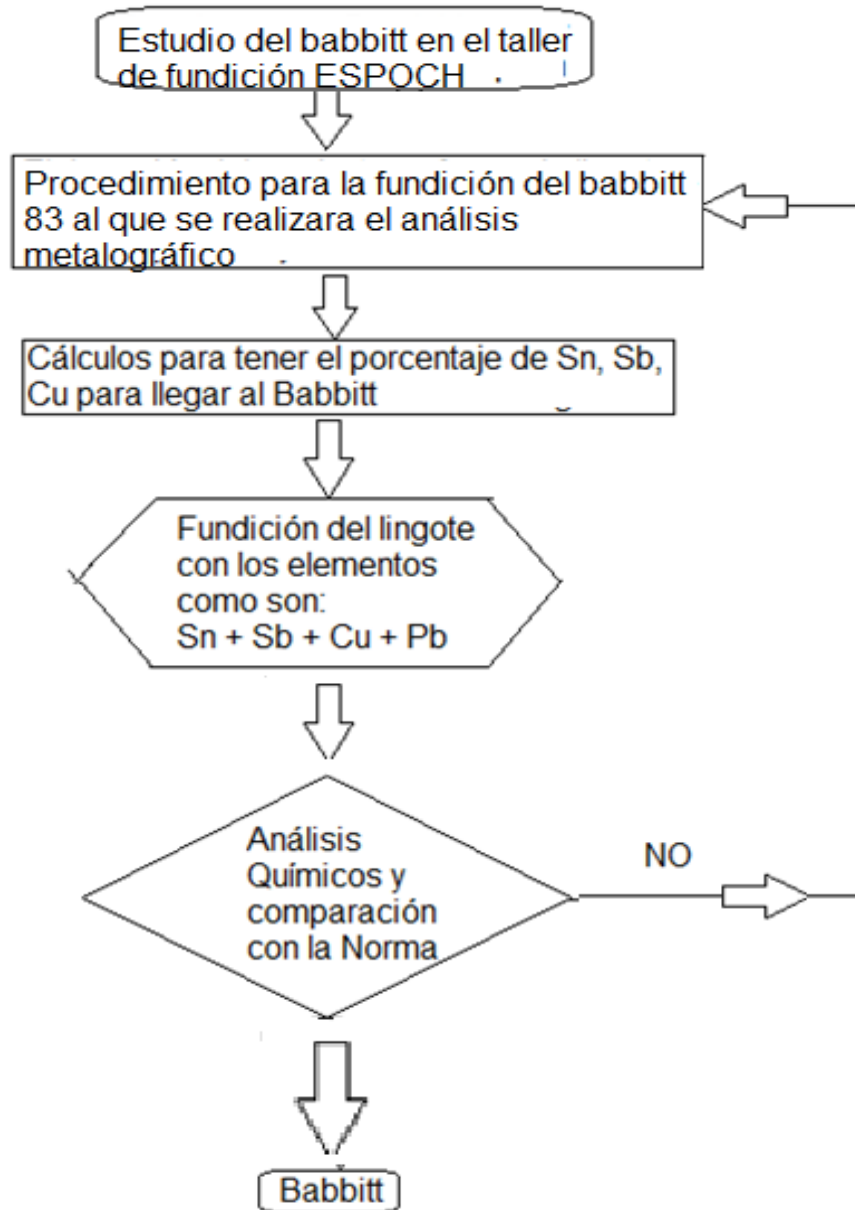 Estudio del babbitt en el taller
de fundición ESPOCH
Procedimiento para la fundición del babbitt
83 al que se realizara el análisis
metalográfico
Cálculos para tener el porcentaje de Sn, Sb,
Cu para llegar al Babbitt
Fundición del lingote
con los elementos
como son:
Sn + Sb + Cu + Pb
Análisis
Químicos y
comparación
con la Norma
NO
Babbitt